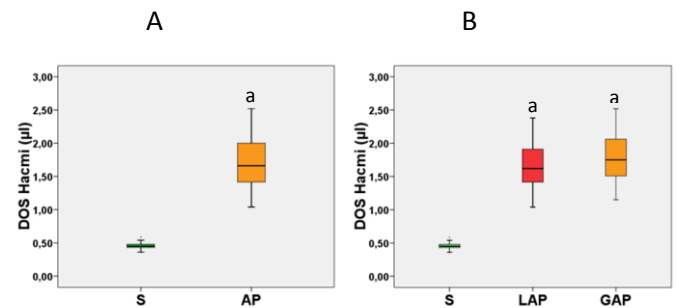 A
B
DOS Hacmi (µl)
3,00
2,50
2,00
1,50
1,00
0,50
0,00
a
S
AP
DOS Hacmi (µl)
3,00
2,50
2,00
1,50
1,00
0,50
0,00
a
a
S
LAP
GAP